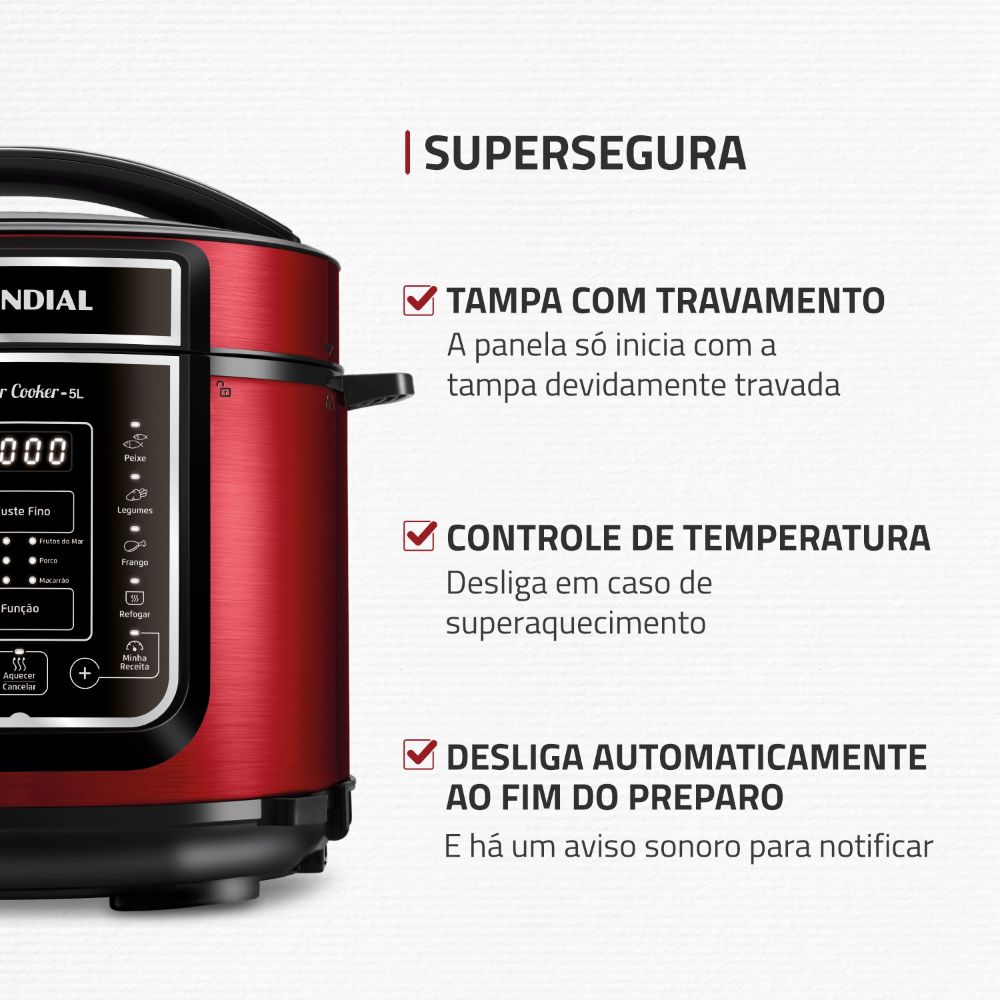 SUPERSEGURA
TAMPA COM TRAVAMENTO
A panela só inicia com a
tampa devidamente travada
CONTROLE DE TEMPERATURA
Desliga em caso de
superaquecimento
DESLIGA AUTOMATICAMENTE
AO FIM DO PREPARO
E há um aviso sonoro para notificar
NDIAL
r Cooker - 5L
000
Peixe
Legumes
uste Fino
Frutos do Mar
Porco
Macarrão
Frango
Função
Refogar
Minha
Receita
Aquecer
Cancelar
+